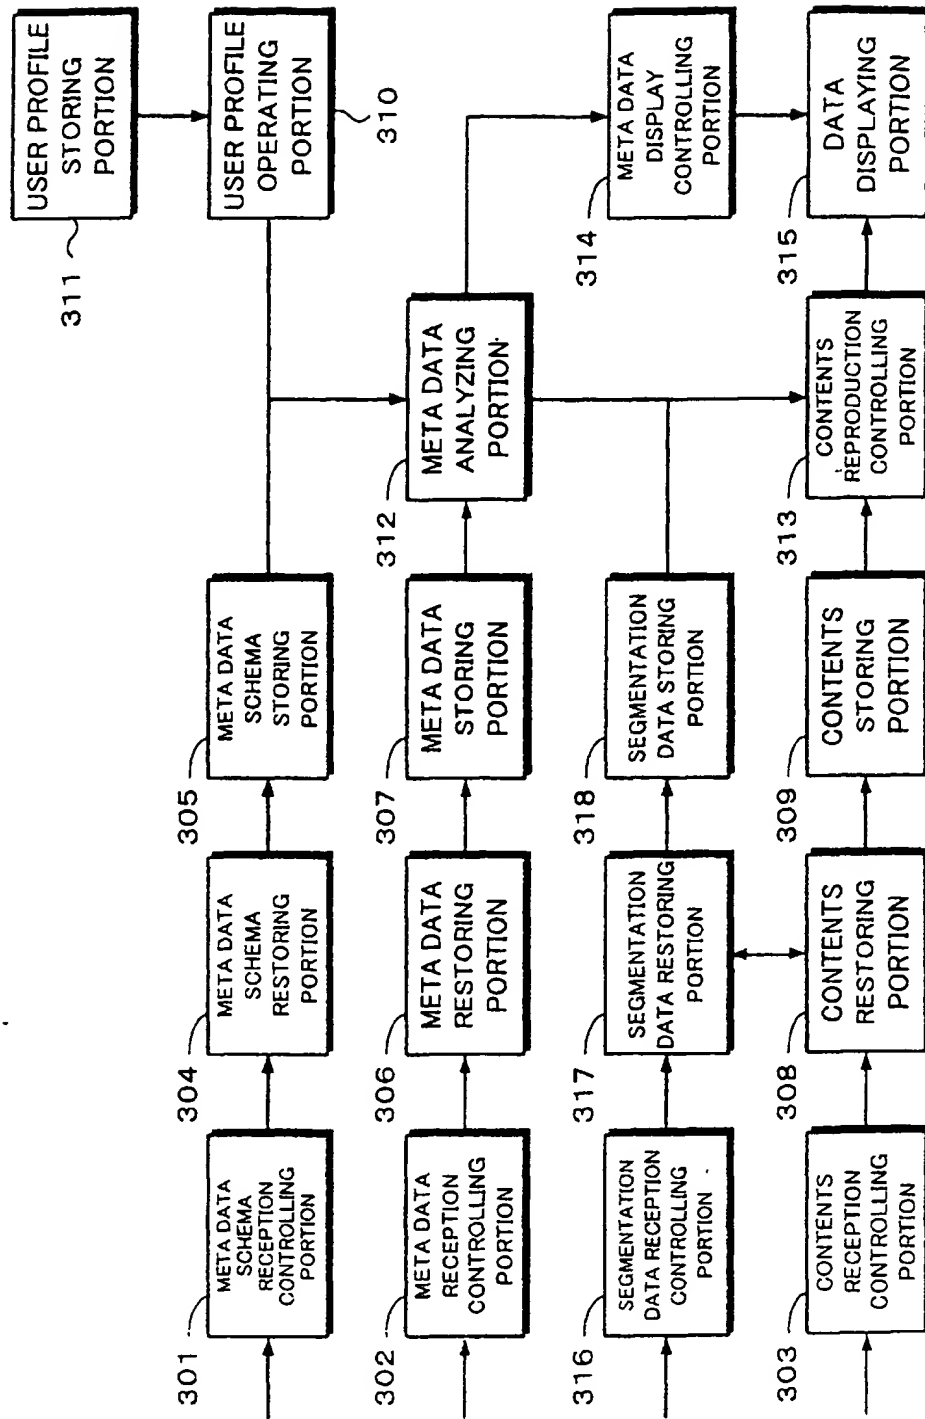 USER PROFILE
STORING
PORTION
311
USER PROFILE
OPERATING
PORTION
310
META DATA
SCHEMA
RECEPTION
CONTROLLING
PORTION
301
META DATA
SCHEMA
RESTORING
PORTION
304
META DATA
SCHEMA
STORING
PORTION
305
META DATA
RECEPTION
CONTROLLING
PORTION
302
META DATA
RESTORING
PORTION
306
META DATA
STORING
PORTION
307
META DATA
ANALYZING
PORTION
312
META DATA
DISPLAY
CONTROLLING
PORTION
314
SEGMENTATION
DATA RECEPTION
CONTROLLING
PORTION
316
SEGMENTATION
DATA RESTORING
PORTION
317
SEGMENTATION
DATA STORING
PORTION
318
CONTENTS
RECEPTION
CONTROLLING
PORTION
303
CONTENTS
RESTORING
PORTION
308
CONTENTS
STORING
PORTION
309
CONTENTS
REPRODUCTION
CONTROLLING
PORTION
313
DATA
DISPLAYING
PORTION
315